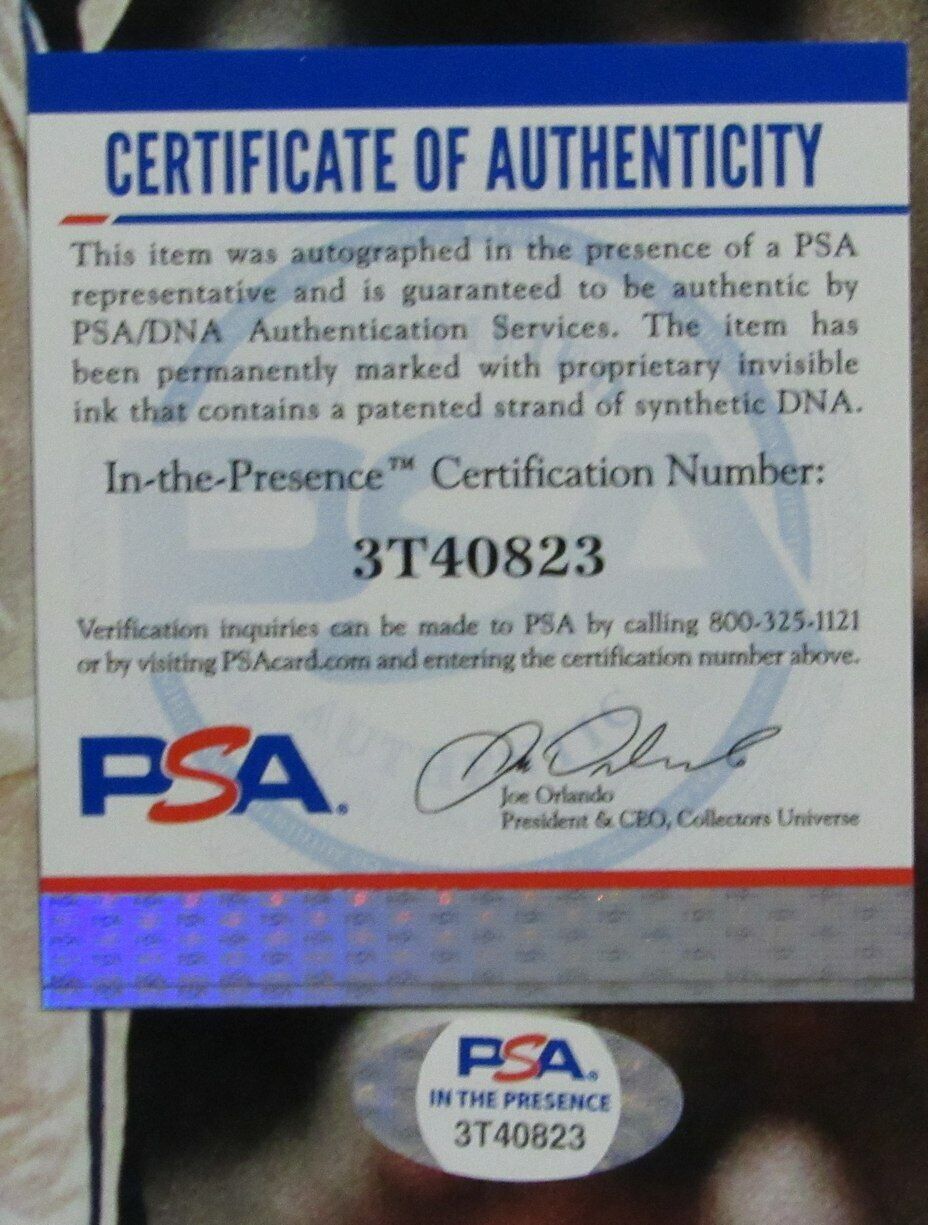 CERTIFICATE OF AUTHENTICITY
This item was autographed in the presence of a PSA
representative and is guaranteed to be authentic by
PSA/DNA Authentication Services. The item has
been permanently marked with proprietary invisible
ink that contains a patented strand of synthetic DNA.
In-the-Presence™ Certification Number:
3T40823
Verification inquiries can be made to PSA by calling 800-325-1121
or by visiting PSAcard.com and entering the certification number above.
PSA®
Joe Orlando
President & CEO, Collectors Universe
PSA®
IN THE PRESENCE
3T40823